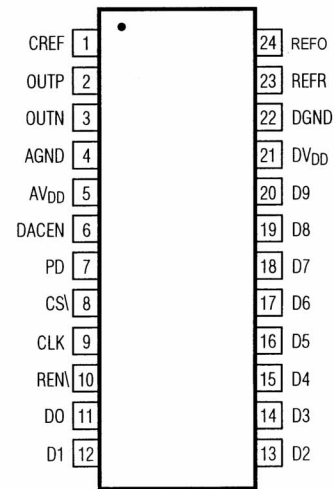 CREF 1 24 REFO
OUTP 2 23 REFR
OUTN 3 22 DGND
AGND 4 21 DVDD
AVDD 5 20 D9
DACEN 6 19 D8
PD 7 18 D7
CS\ 8 17 D6
CLK 9 16 D5
REN\ 10 15 D4
D0 11 14 D3
D1 12 13 D2